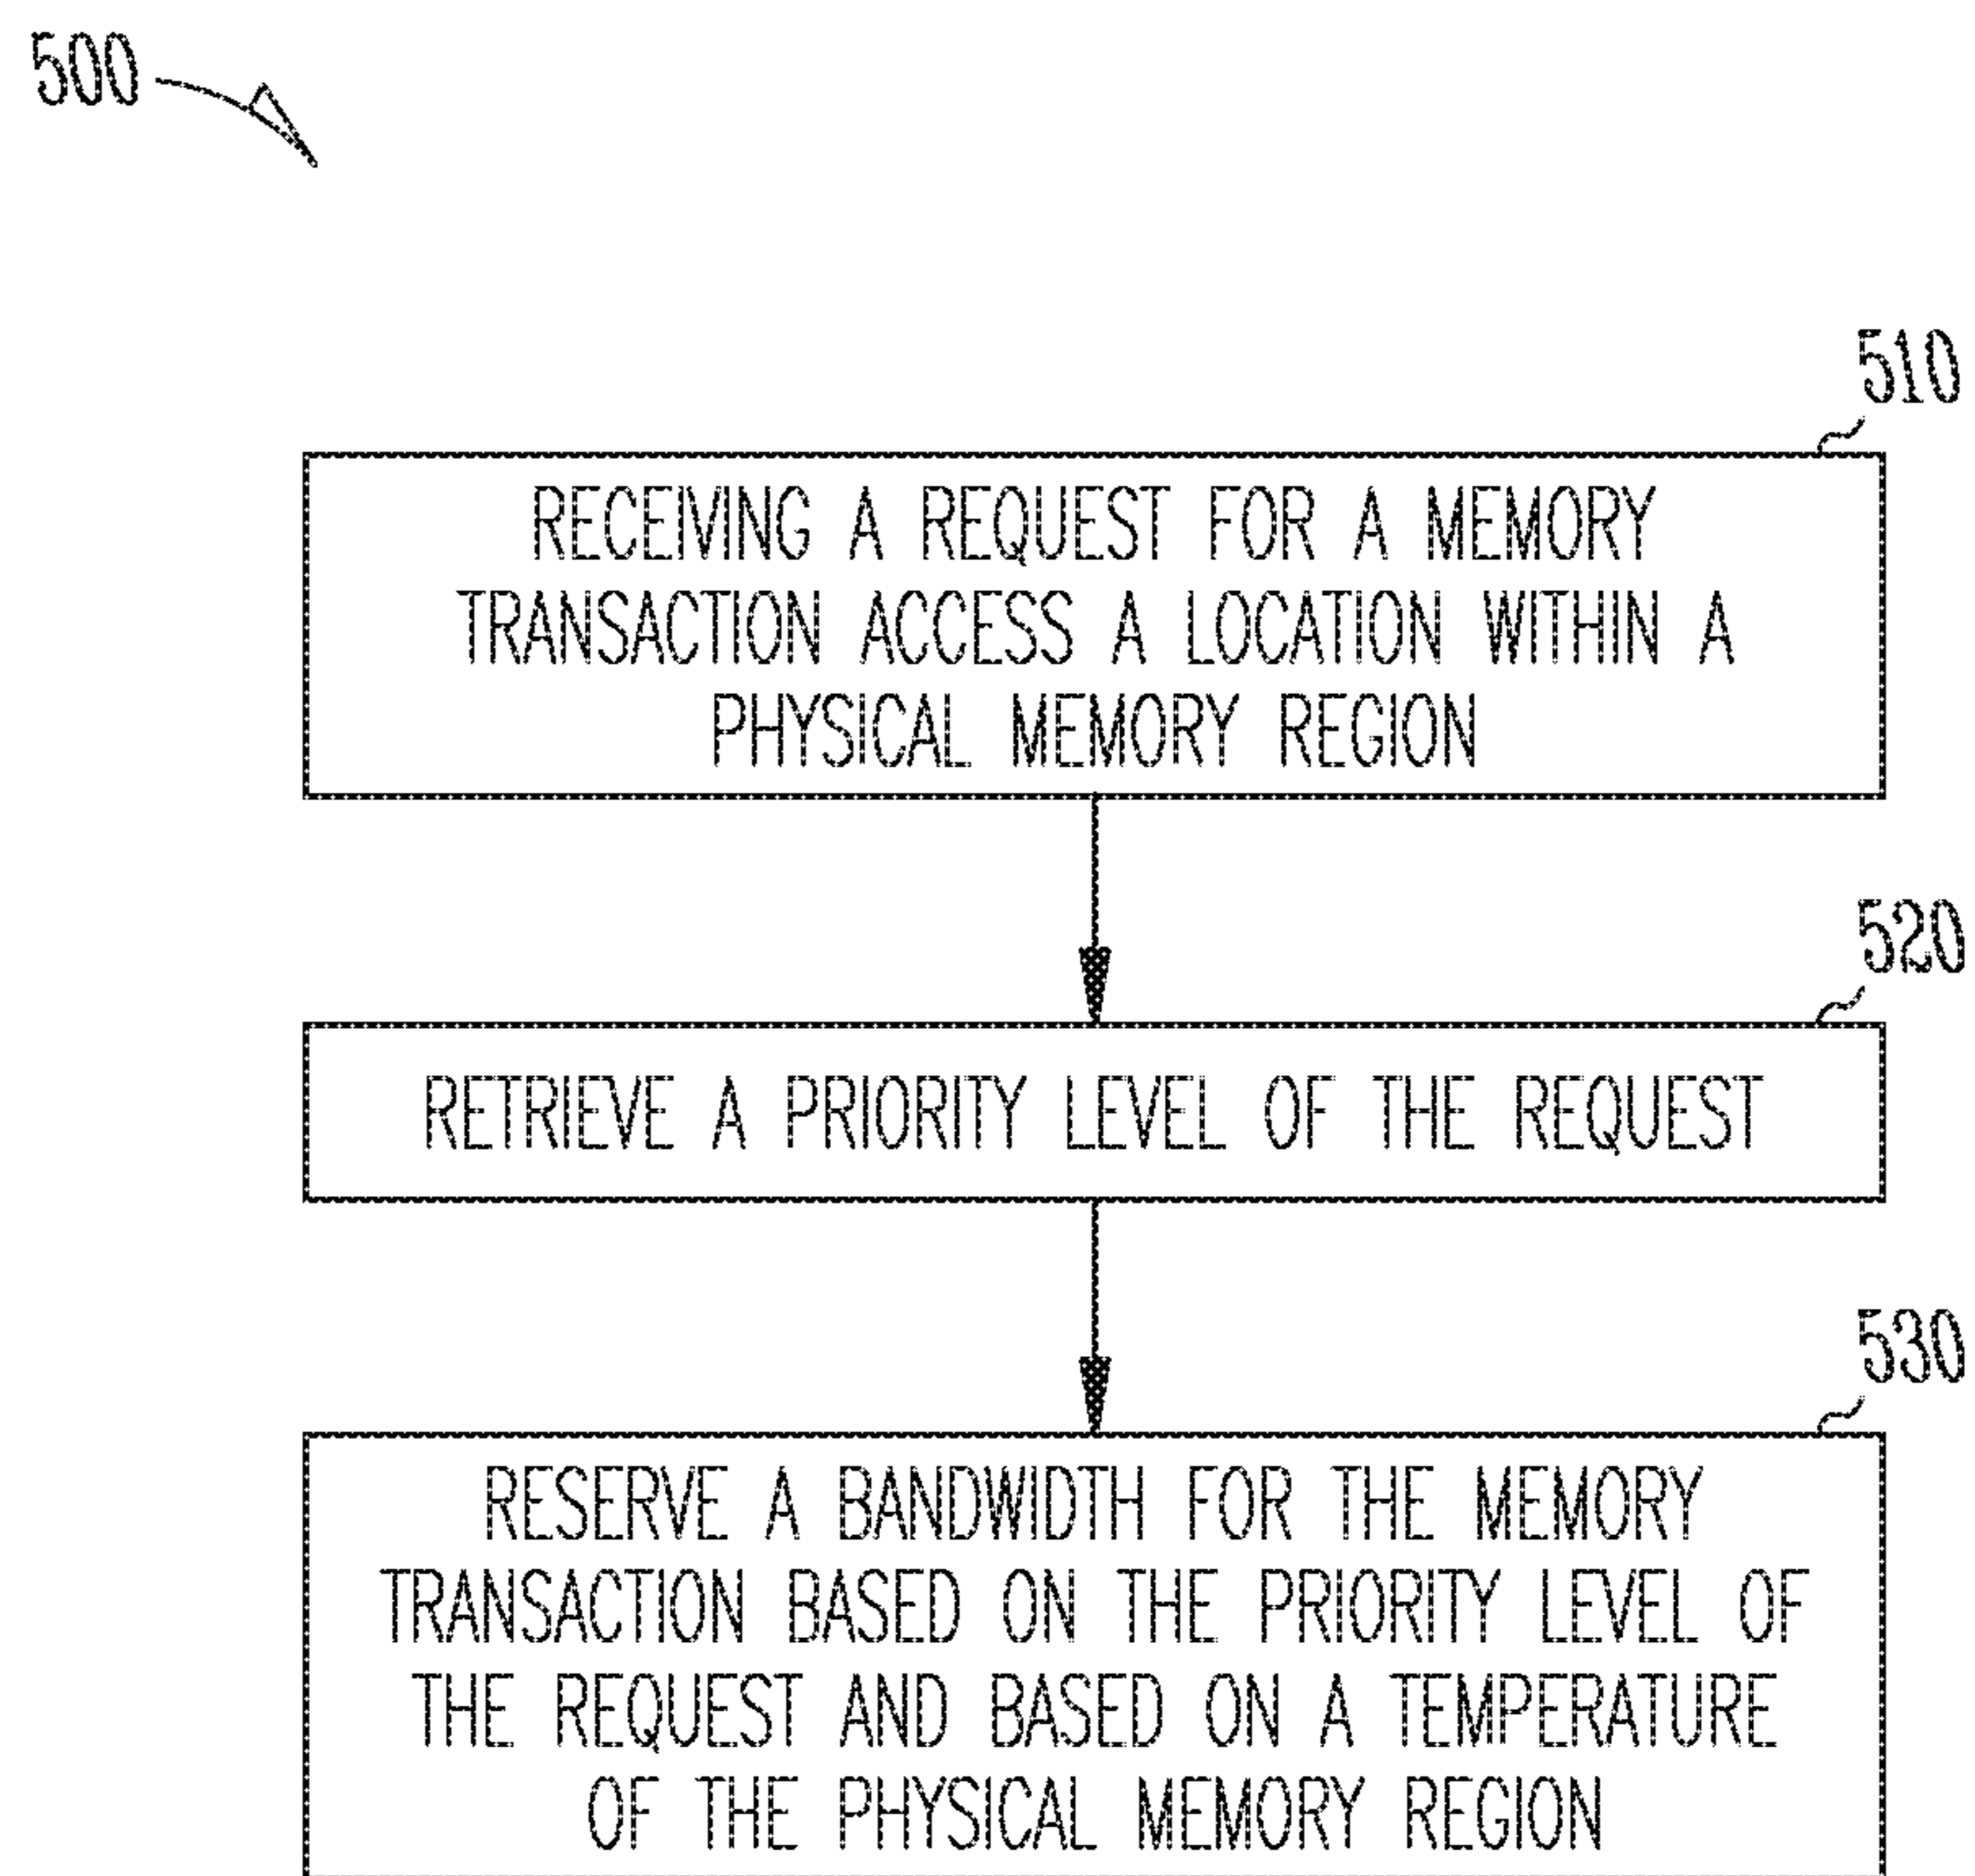 500
510
RECEIVING A REQUEST FOR A MEMORY
TRANSACTION ACCESS A LOCATION WITHIN A
PHYSICAL MEMORY REGION
520
RETRIEVE A PRIORITY LEVEL OF THE REQUEST
530
RESERVE A BANDWIDTH FOR THE MEMORY
TRANSACTION BASED ON THE PRIORITY LEVEL OF
THE REQUEST AND BASED ON A TEMPERATURE
OF THE PHYSICAL MEMORY REGION